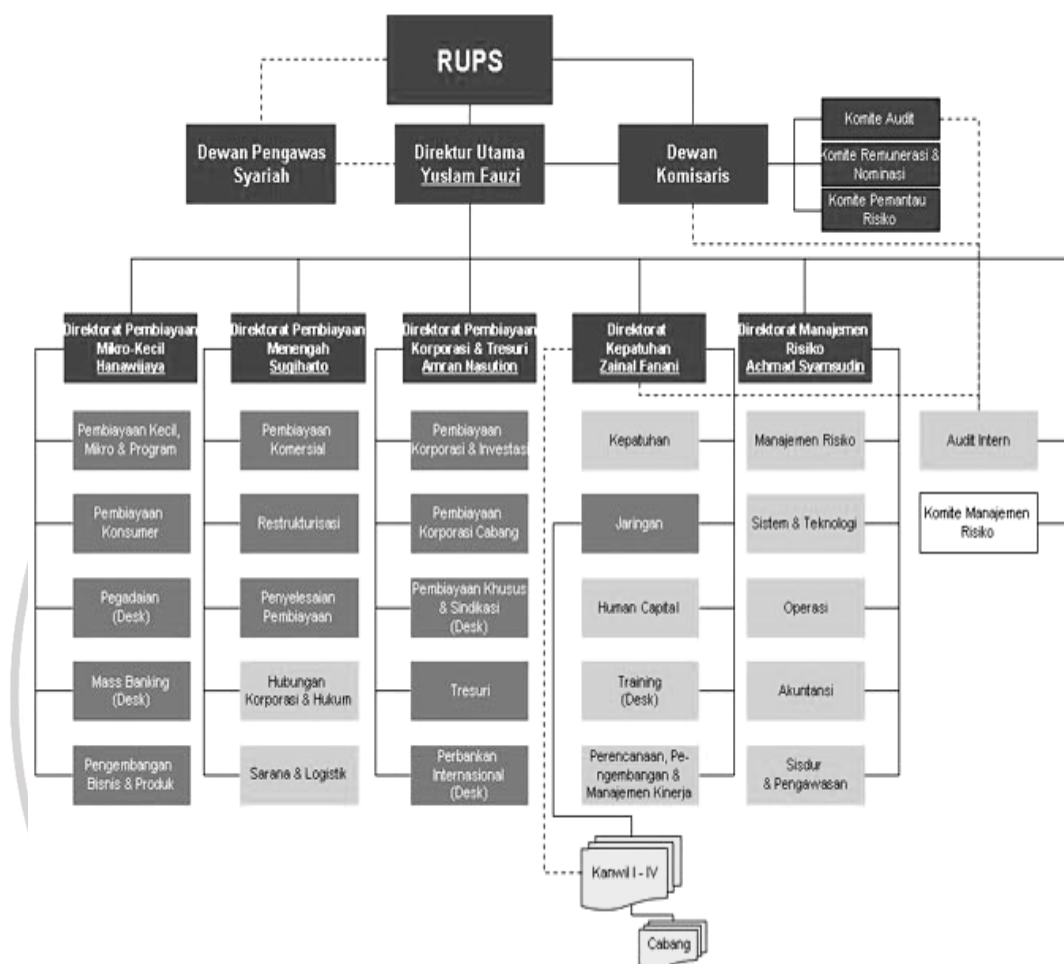 RUPS
Dewan Pengawas
Syariah
Direktur Utama
Yuslam Fauzi
Dewan
Komisaris
Komite Audit
Komite Remunerasi &
Nominasi
Komite Pemantau
Risiko
Direktorat Pembiayaan
Mikro-Kecil
Hanawijaya
Direktorat Pembiayaan
Menengah
Sugiharto
Direktorat Pembiayaan
Korporasi & Tresuri
Amran Nasution
Direktorat
Kepatuhan
Zainal Fanani
Direktorat Manajemen
Risiko
Achmad Syamsudin
Pembiayaan Kecil,
Mikro & Program
Pembiayaan
Konsumer
Pegadaian
(Desk)
Mass Banking
(Desk)
Pengembangan
Bisnis & Produk
Pembiayaan
Komersial
Restrukturisasi
Penyelesaian
Pembiayaan
Hubungan
Korporasi & Hukum
Sarana & Logistik
Pembiayaan
Korporasi & Investasi
Pembiayaan
Korporasi Cabang
Pembiayaan Khusus
& Sindikasi
(Desk)
Tresuri
Perbankan
Internasional
(Desk)
Kepatuhan
Jaringan
Human Capital
Training
(Desk)
Perencanaan, Pe-
ngembangan &
Manajemen Kinerja
Manajemen Risiko
Sistem & Teknologi
Operasi
Akuntansi
Sisdur
& Pengawasan
Audit Intern
Komite Manajemen
Risiko
Kanwil I - IV
Cabang